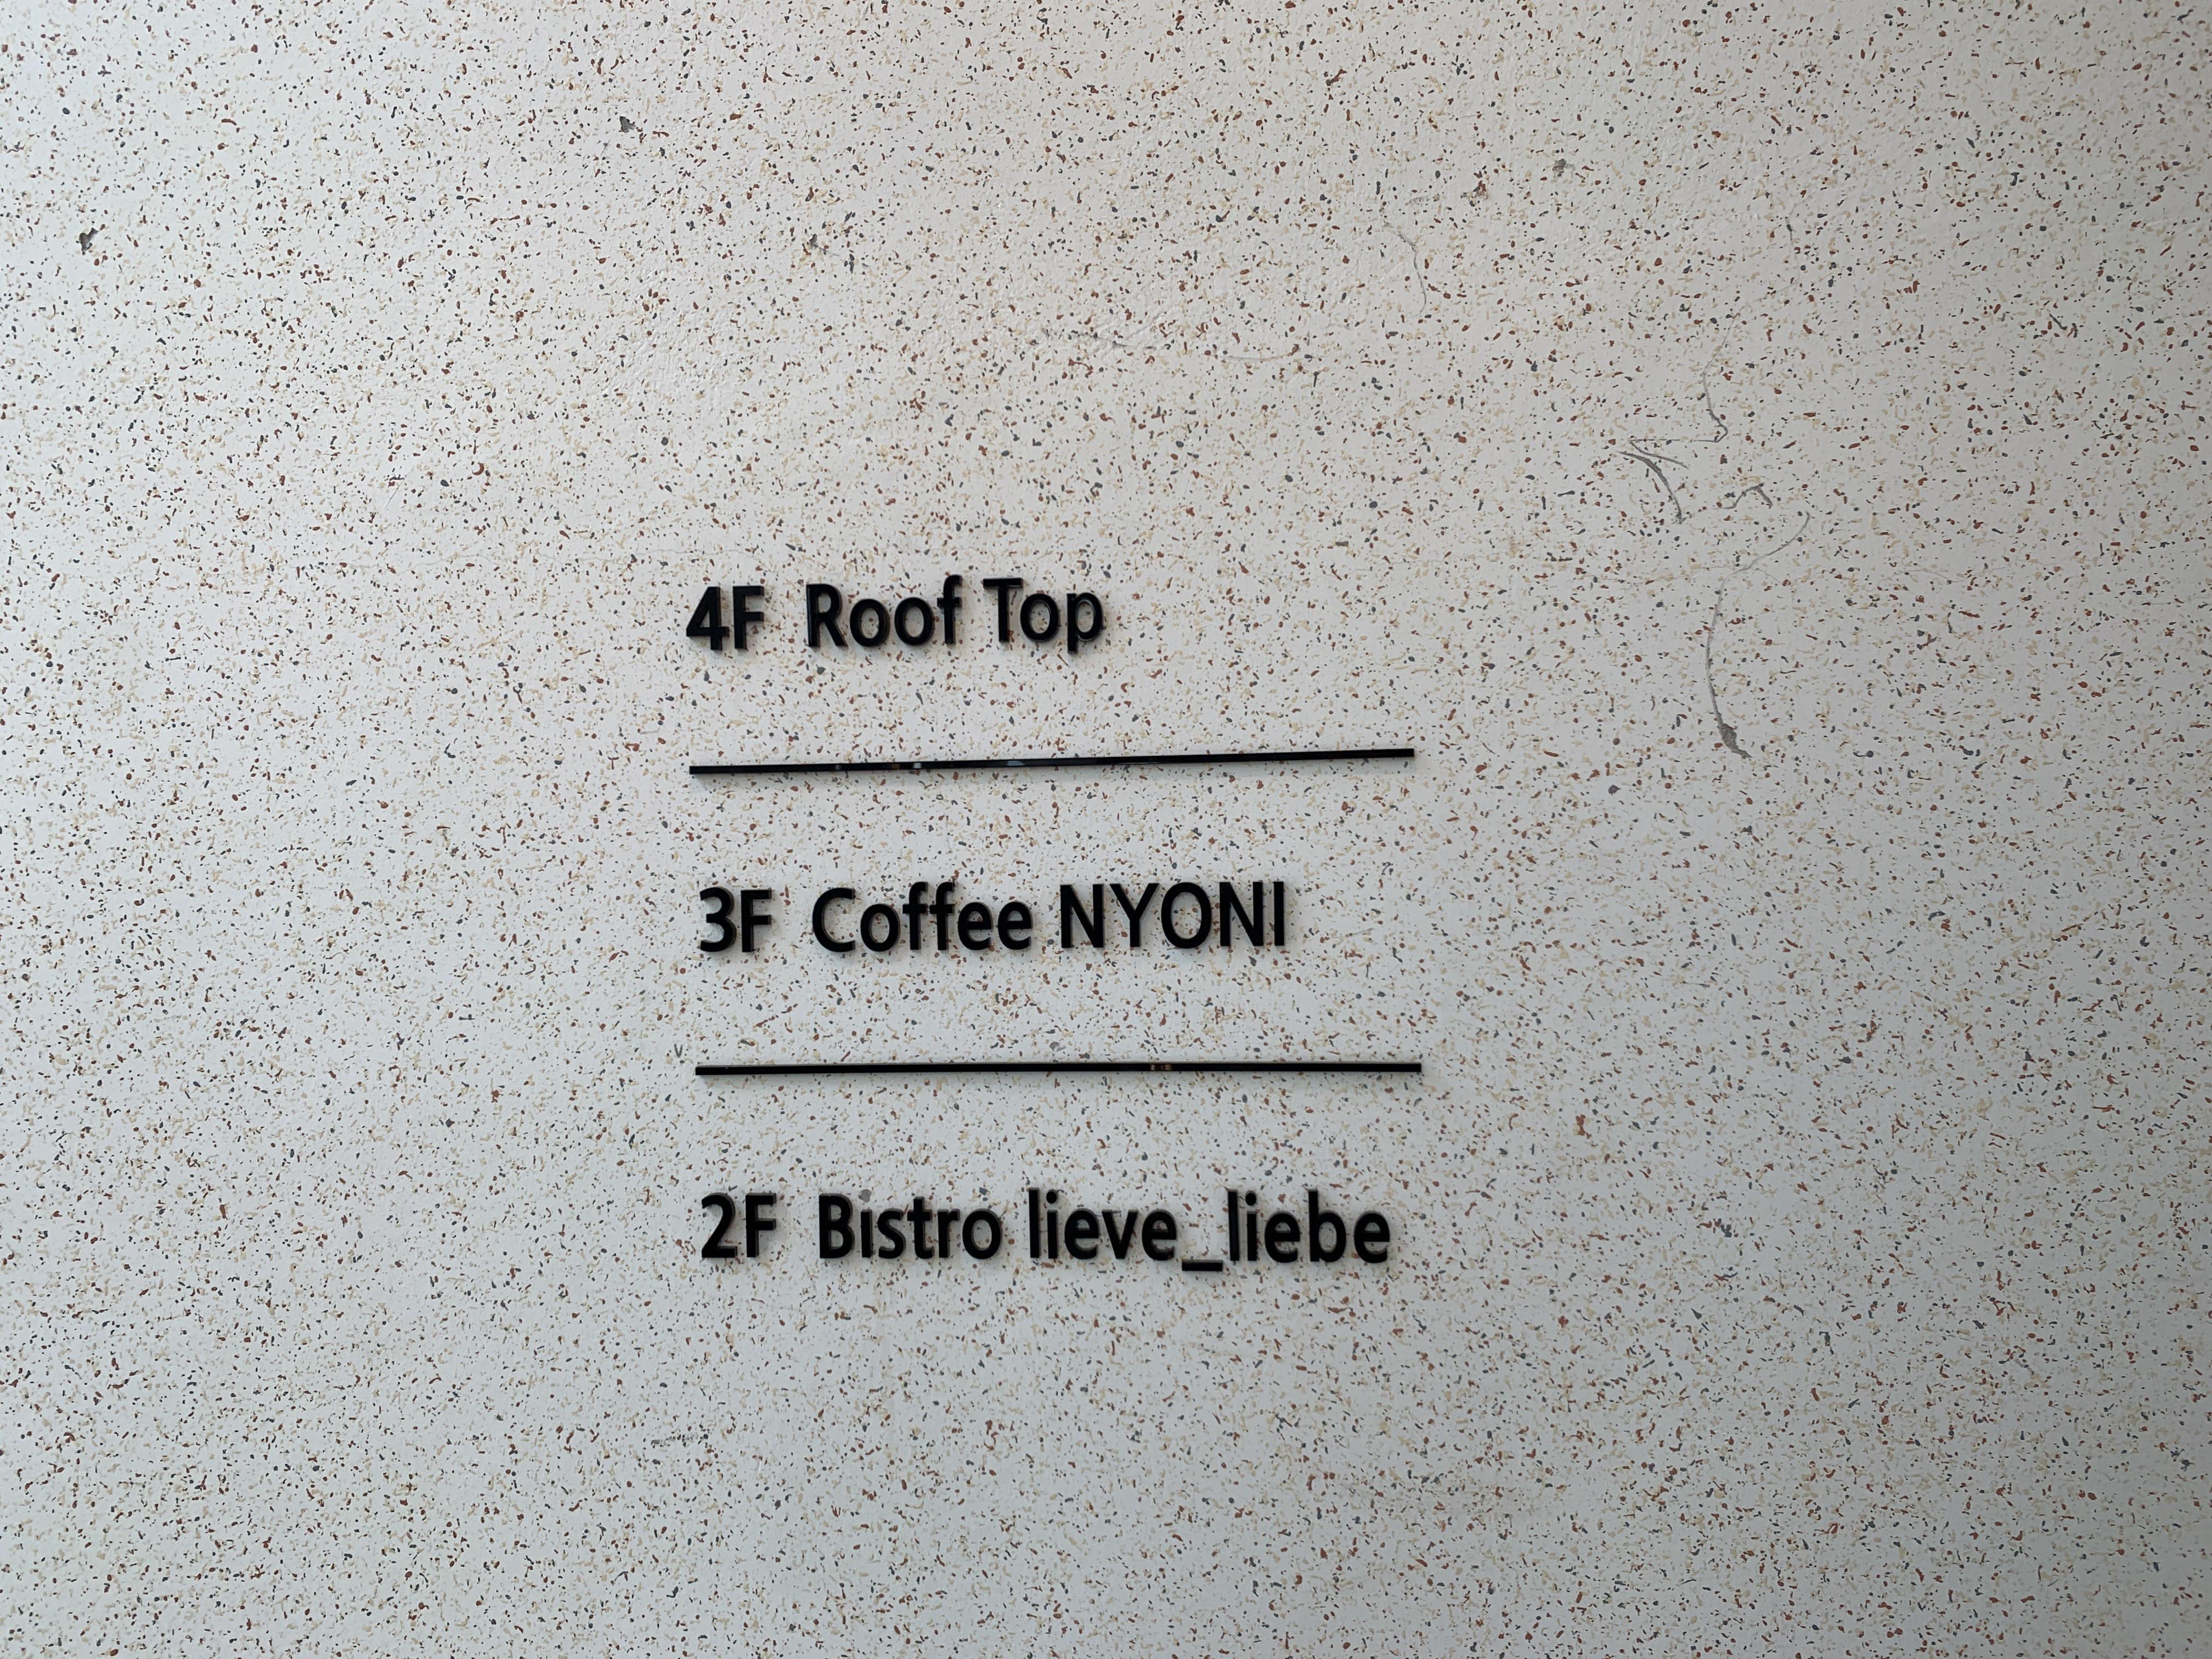 4F Roof Top
3F Coffee NYONI
2F Bistro lieve_liebe